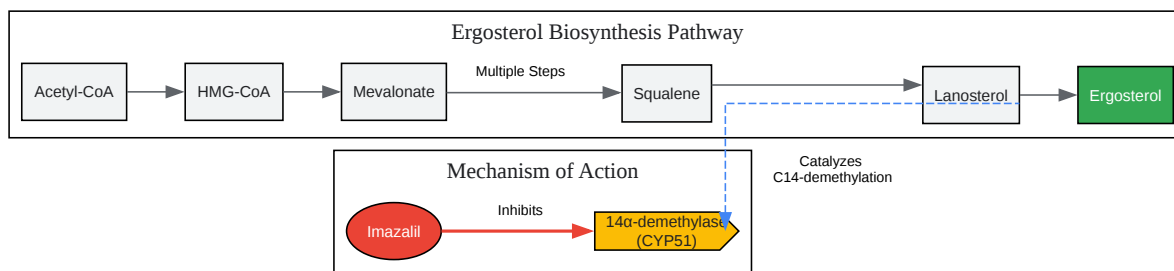 Ergosterol Biosynthesis Pathway
Acetyl-CoA
HMG-CoA
Mevalonate
Multiple Steps
Squalene
Lanosterol
Ergosterol
Mechanism of Action
Catalyzes
C14-demethylation
Imazalil
Inhibits
14α-demethylase
(CYP51)